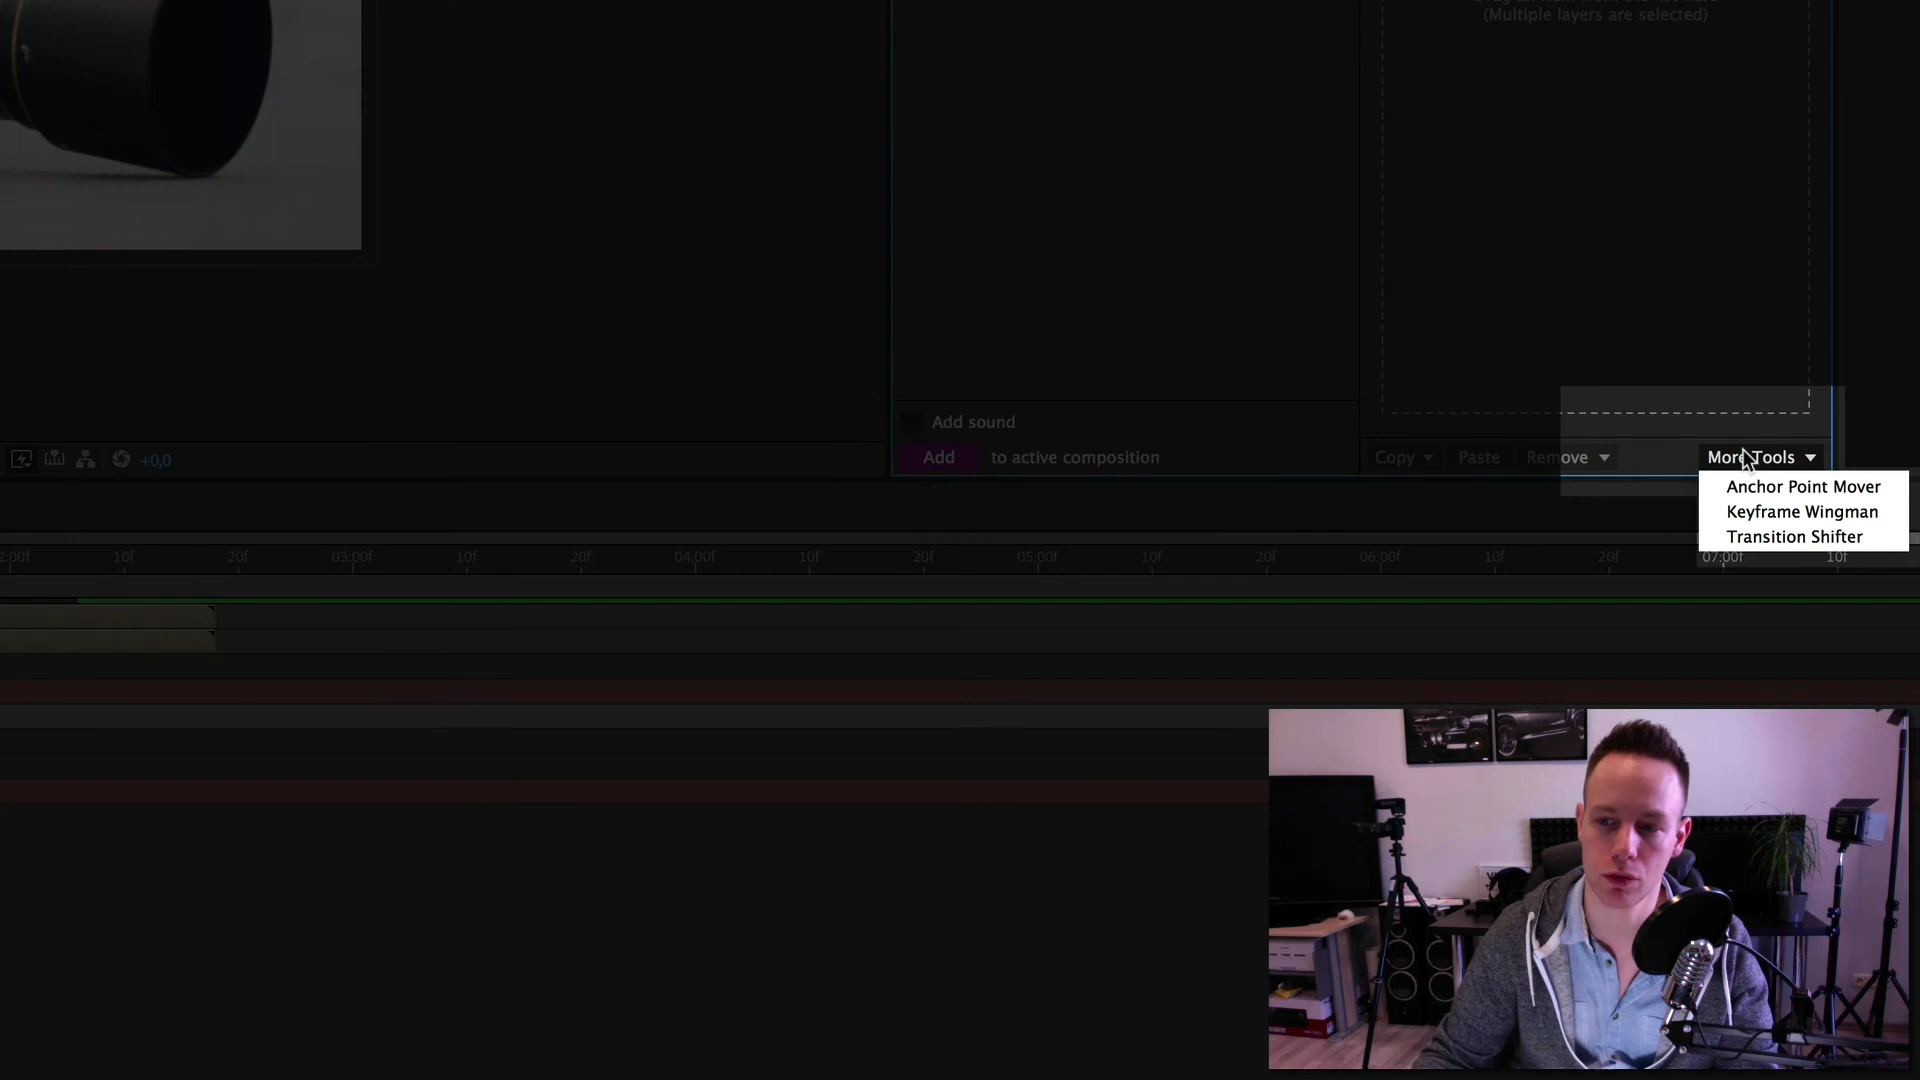 (Multiple layers are selected)
Add sound
Add to active composition
Copy Paste Remove More Tools
+0,0
Anchor Point Mover
Keyframe Wingman
Transition Shifter
2:00f 10f 20f 03:00f 10f 20f 04:00f 10f 20f 05:00f 10f 20f 06:00f 10f 20f 07:00f 10f